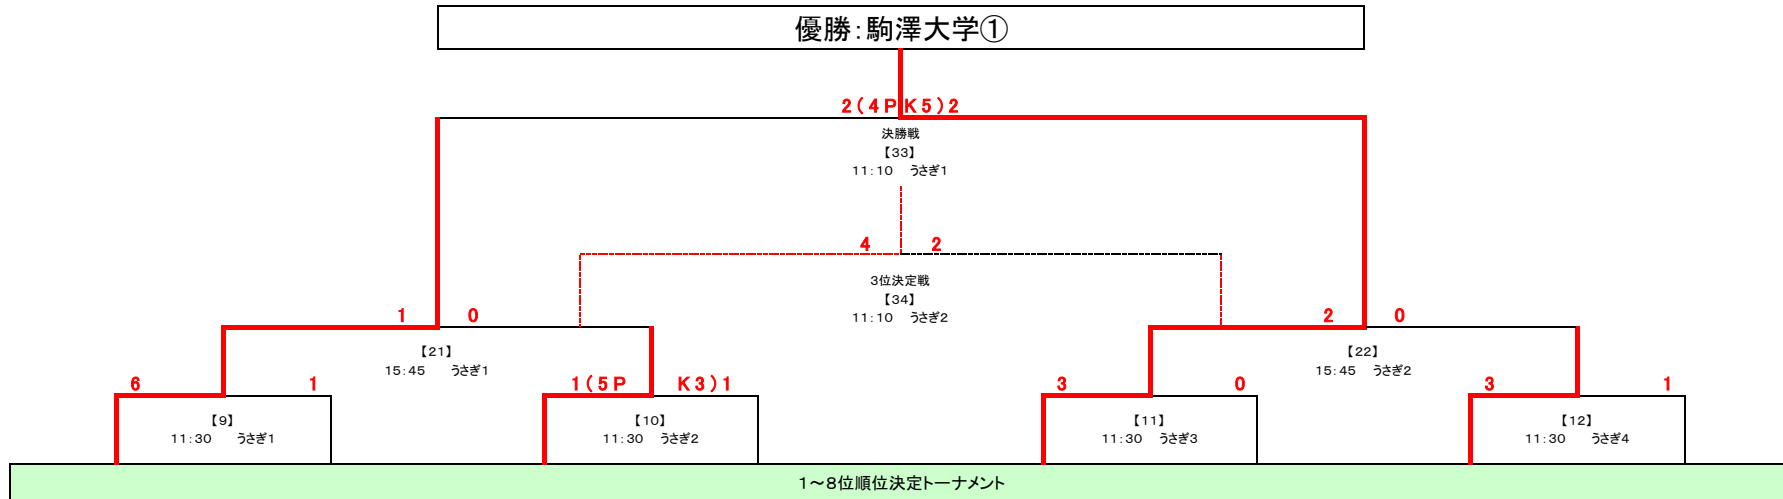 優勝：駒澤大学①
2（4PK5）2
決勝戦
【33】
11：10　うさぎ1
4　2
3位決定戦
【34】
11：10　うさぎ2
1　0
2　0
【21】
15：45　うさぎ1
【22】
15：45　うさぎ2
6　1
1（5P　K3）1
3　0
3　1
【9】
11：30　うさぎ1
【10】
11：30　うさぎ2
【11】
11：30　うさぎ3
【12】
11：30　うさぎ4
1～8位順位決定トーナメント